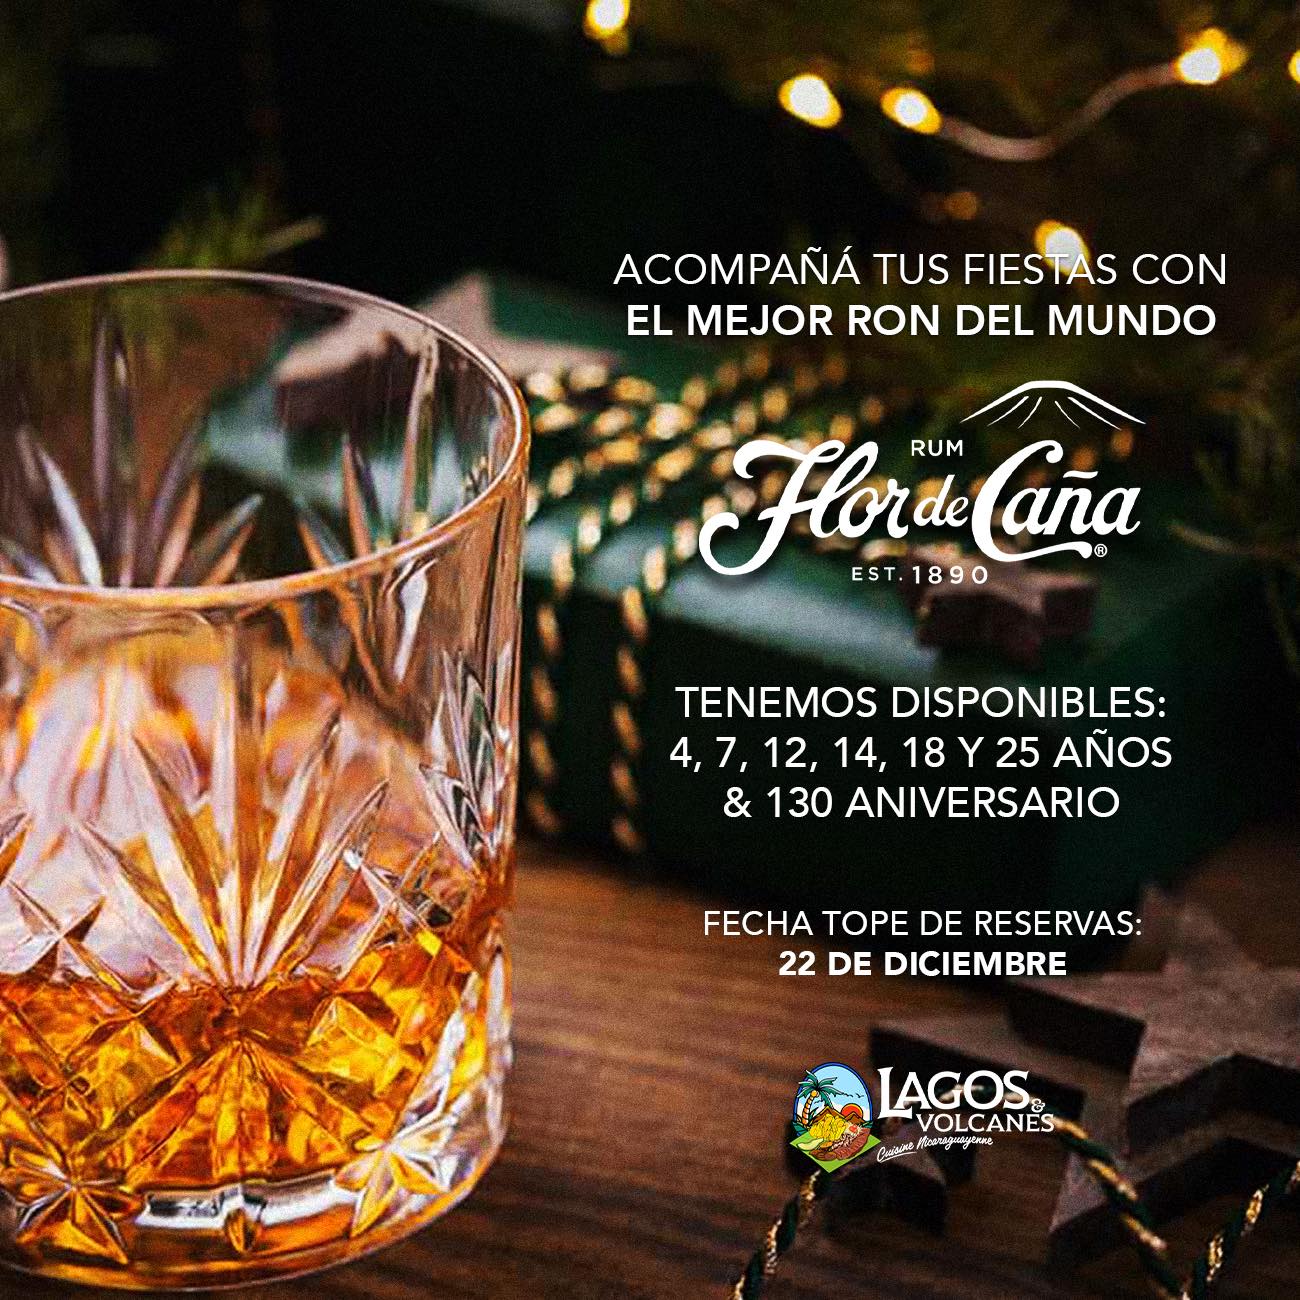 ACOMPAÑÁ TUS FIESTAS CON
EL MEJOR RON DEL MUNDO
RUM
Flor de Caña®
EST. 1890
TENEMOS DISPONIBLES:
4, 7, 12, 14, 18 Y 25 AÑOS
& 130 ANIVERSARIO
FECHA TOPE DE RESERVAS:
22 DE DICIEMBRE
LAGOS &
VOLCANES
Cuisine Nicaraguayenne